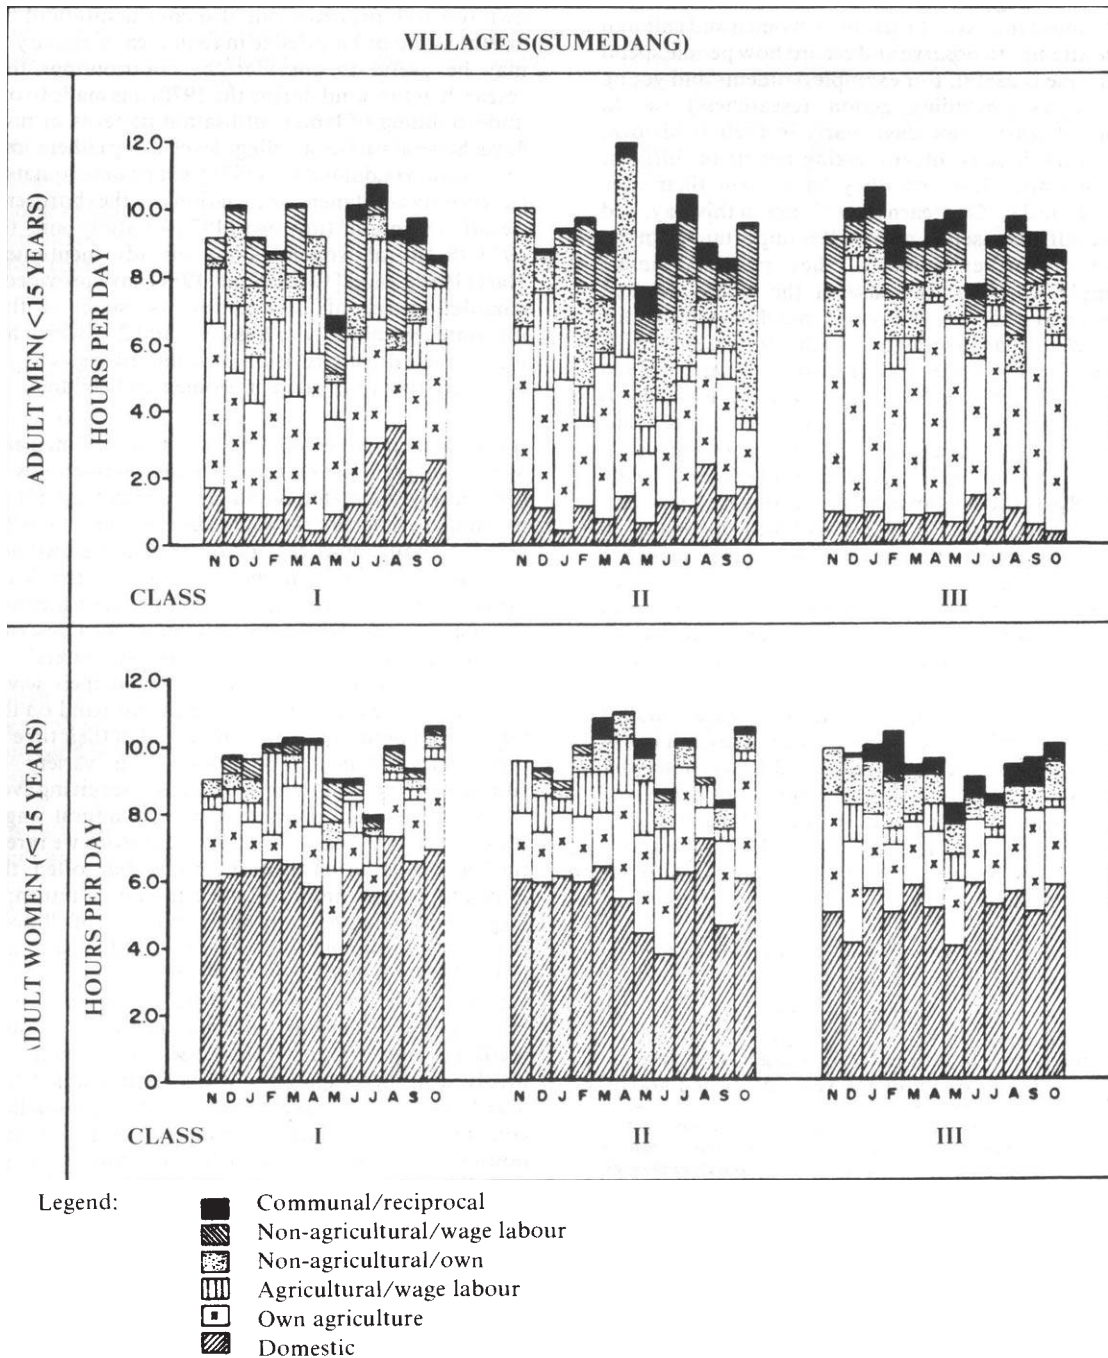 VILLAGE S(SUMEDANG)
ADULT MEN(<15 YEARS)
HOURS PER DAY
12.0
10.0
8.0
6.0
4.0
2.0
0
N D J F M A M J J A S O
N D J F M A M J J A S O
N D J F M A M J J A S O
CLASS I II III
ADULT WOMEN(<15 YEARS)
HOURS PER DAY
12.0
10.0
8.0
6.0
4.0
2.0
0
N D J F M A M J J A S O
N D J F M A M J J A S O
N D J F M A M J J A S O
CLASS I II III
Legend:
Communal/reciprocal
Non-agricultural/wage labour
Non-agricultural/own
Agricultural/wage labour
Own agriculture
Domestic